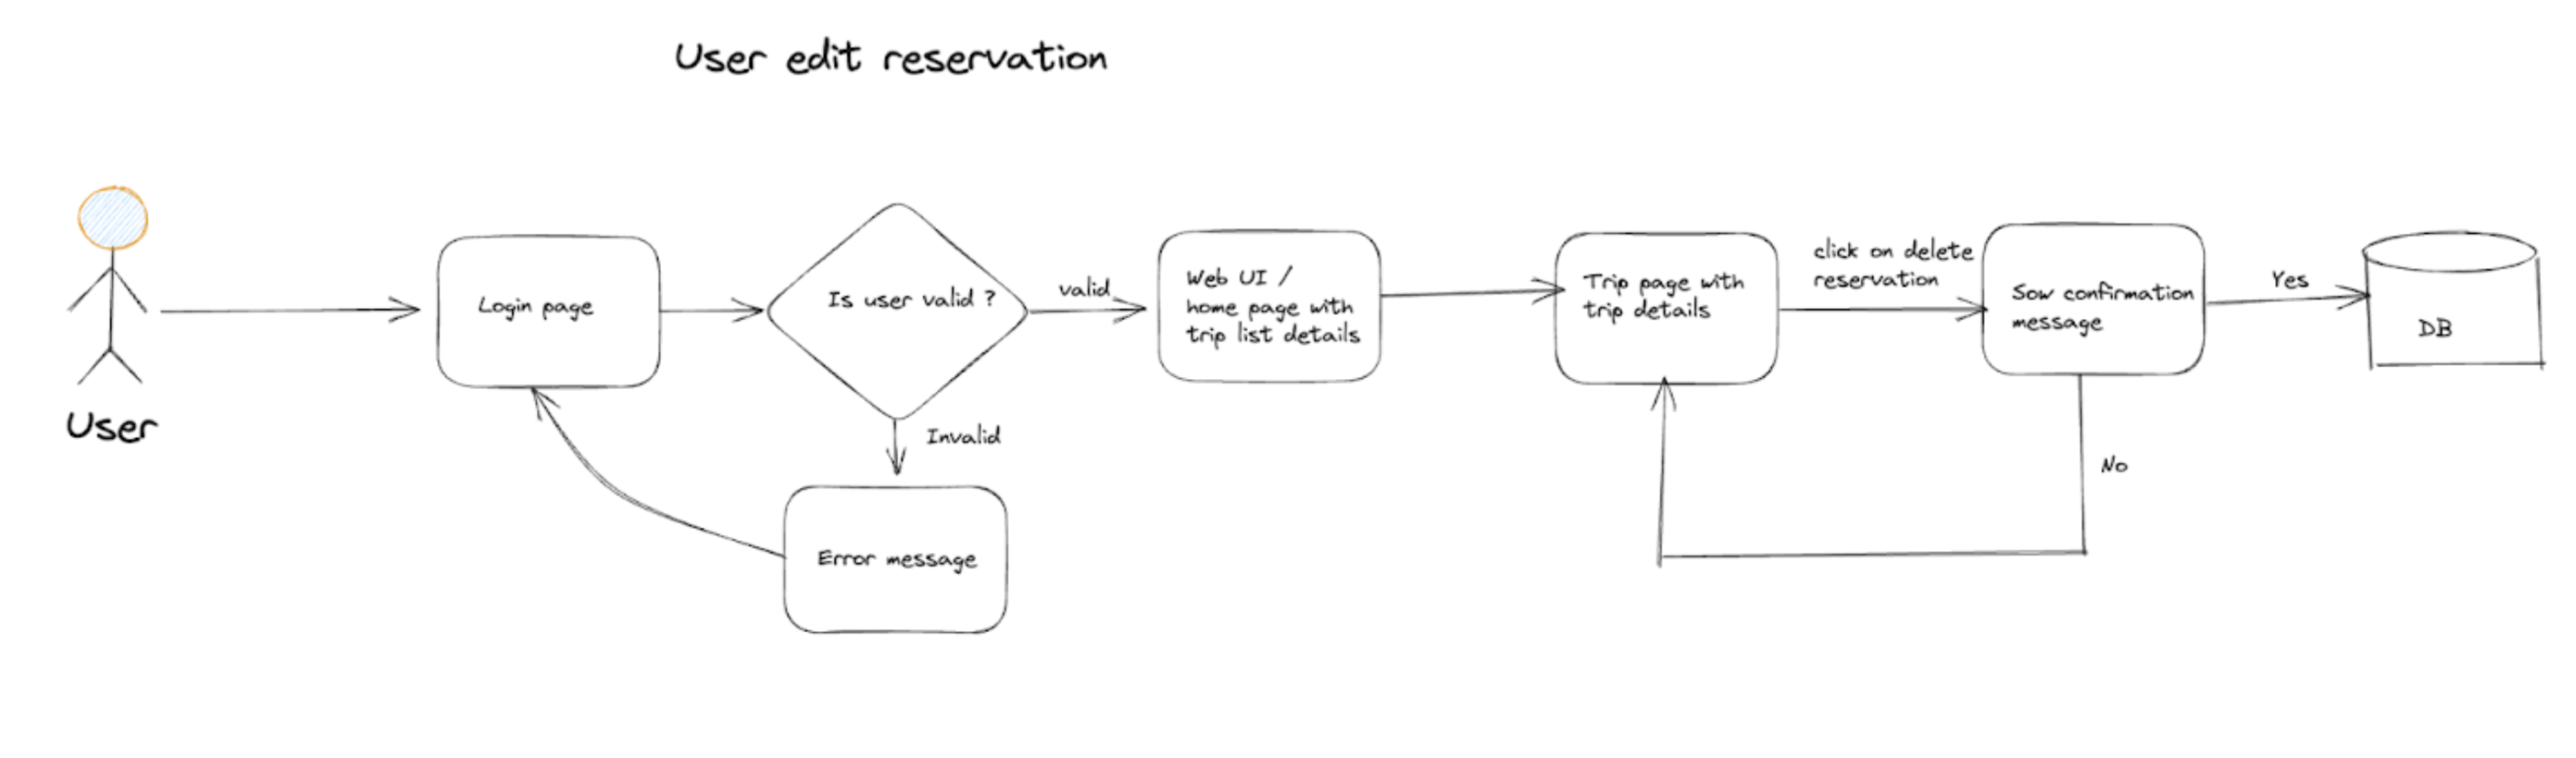 User edit reservation
User
Login page
Is user valid ?
valid
Invalid
Error message
Web UI /
home page with
trip list details
Trip page with
trip details
click on delete
reservation
Sow confirmation
message
Yes
No
DB